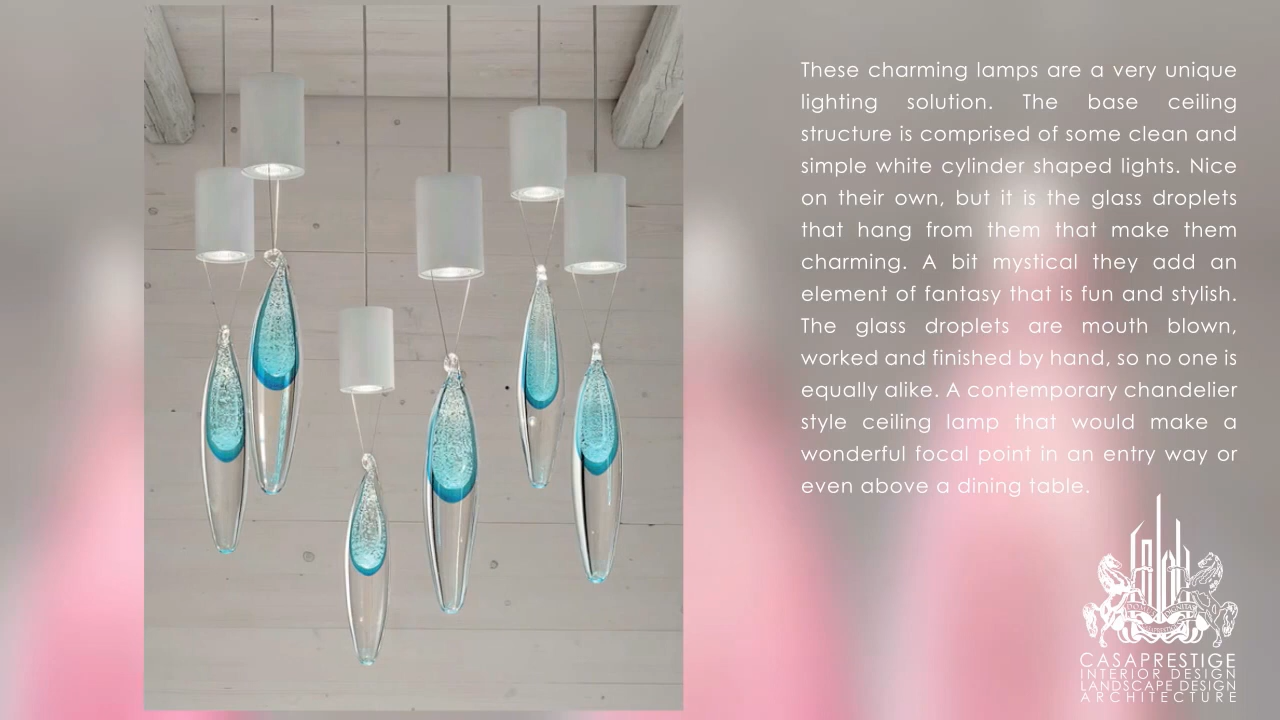 These charming lamps are a very unique
lighting solution. The base ceiling
structure is comprised of some clean and
simple white cylinder shaped lights. Nice
on their own, but it is the glass droplets
that hang from them that make them
charming. A bit mystical they add an
element of fantasy that is fun and stylish.
The glass droplets are mouth blown,
worked and finished by hand, so no one is
equally alike. A contemporary chandelier
style ceiling lamp that would make a
wonderful focal point in an entry way or
even above a dining table.
CASAPRESTIGE
INTERIOR DESIGN
LANDSCAPE DESIGN
ARCHITECTURE